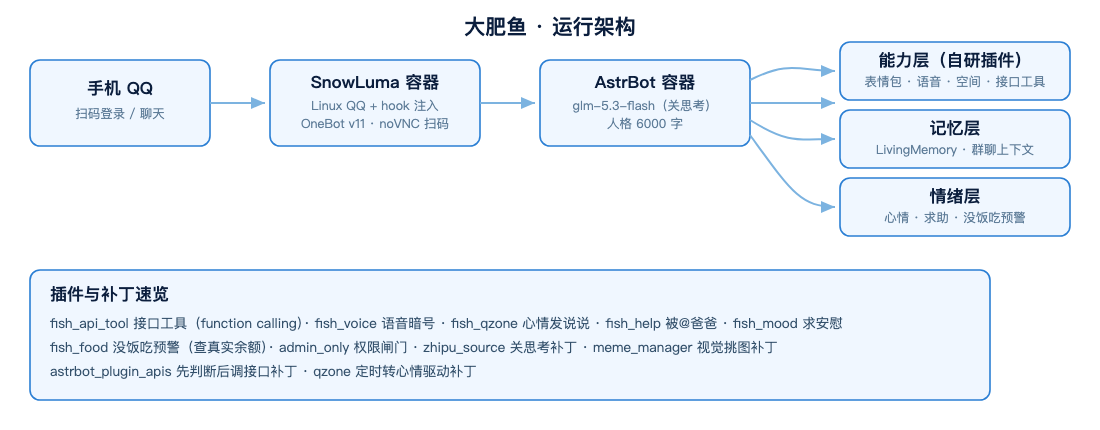 大肥鱼 · 运行架构
手机 QQ
扫码登录 / 聊天
SnowLuma 容器
Linux QQ + hook 注入
OneBot v11 · noVNC 扫码
AstrBot 容器
glm-5.3-flash（关思考）
人格 6000 字
能力层（自研插件）
表情包 · 语音 · 空间 · 接口工具
记忆层
LivingMemory · 群聊上下文
情绪层
心情 · 求助 · 没饭吃预警
插件与补丁速览
fish_api_tool 接口工具（function calling）· fish_voice 语音暗号 · fish_qzone 心情发说说 · fish_help 被@爸爸 · fish_mood 求安慰
fish_food 没饭吃预警（查真实余额）· admin_only 权限闸门 · zhipu_source 关思考补丁 · meme_manager 视觉挑图补丁
astrbot_plugin_apis 先判断后调接口补丁 · qzone 定时转心情驱动补丁